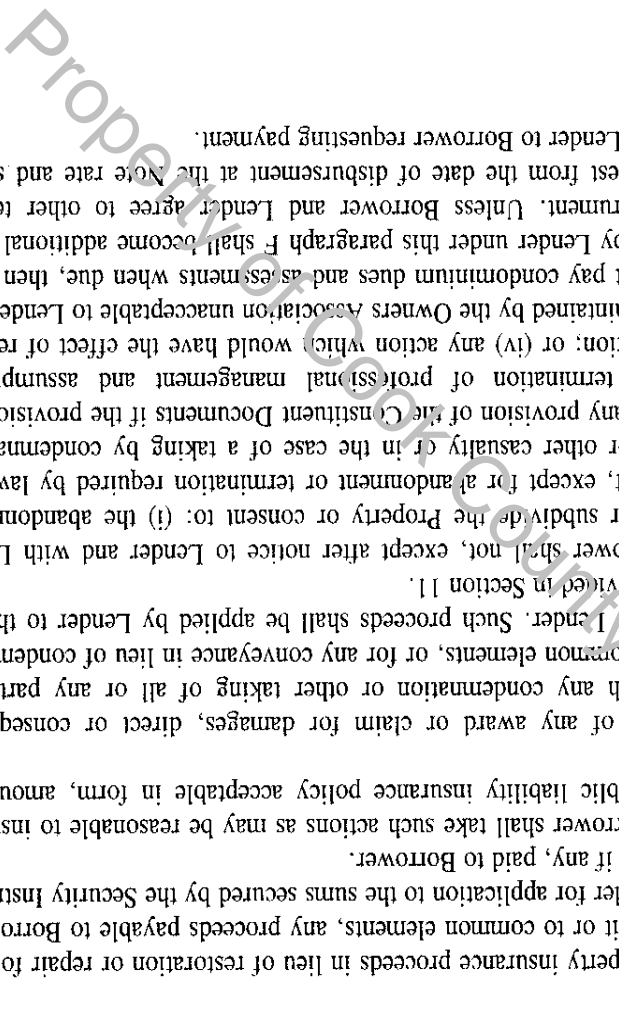 perty insurance proceeds in lieu of restoration or repair fo
it or to common elements, any proceeds payable to Borro
der for application to the sums secured by the Security Instr
if any, paid to Borrower.
rrower shall take such actions as may be reasonable to ins
blic liability insurance policy acceptable in form, amou
of any award or claim for damages, direct or conseq
h any condemnation or other taking of all or any part
ommon elements, or for any conveyance in lieu of condem
Lender. Such proceeds shall be applied by Lender to th
vided in Section 11.
ower shall not, except after notice to Lender and with L
r subdivide the Property or consent to: (i) the abandonm
t, except for abandonment or termination required by law
r other casualty or in the case of a taking by condemna
any provision of the Constituent Documents if the provisio
termination of professional management and assump
tion; or (iv) any action which would have the effect of re
intained by the Owners Association unacceptable to Lende
t pay condominium dues and assessments when due, then
by Lender under this paragraph F shall become additional
trument. Unless Borrower and Lender agree to other te
est from the date of disbursement at the Note rate and s
Lender to Borrower requesting payment.
Property of Cook County